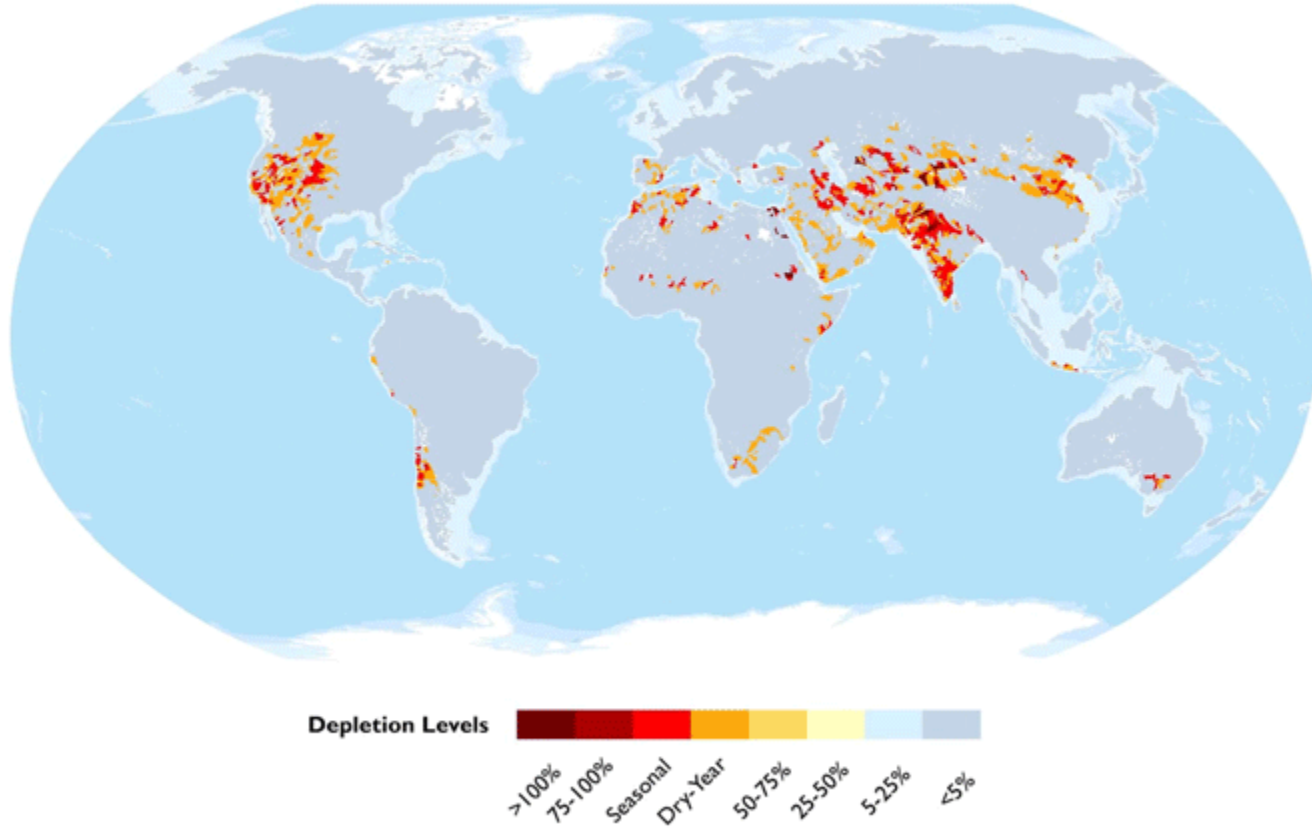 Depletion Levels
>100%
75-100%
Seasonal
Dry-Year
50-75%
25-50%
5-25%
<5%